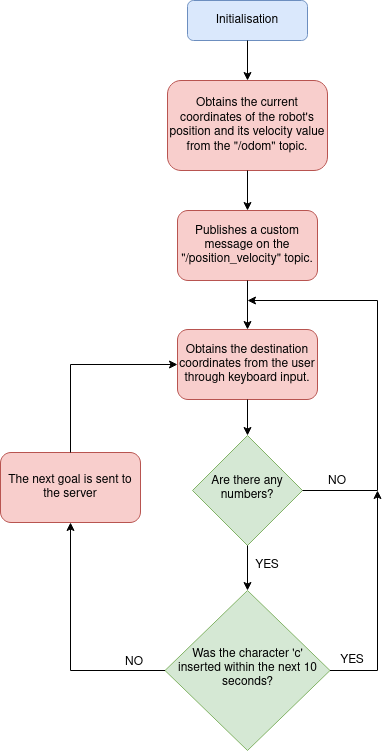 Initialisation
Obtains the current
coordinates of the robot's
position and its velocity value
from the "/odom" topic.
Publishes a custom
message on the
"/position_velocity" topic.
Obtains the destination
coordinates from the user
through keyboard input.
The next goal is sent to
the server
Are there any
numbers?
NO
YES
Was the character 'c'
inserted within the next 10
seconds?
NO
YES